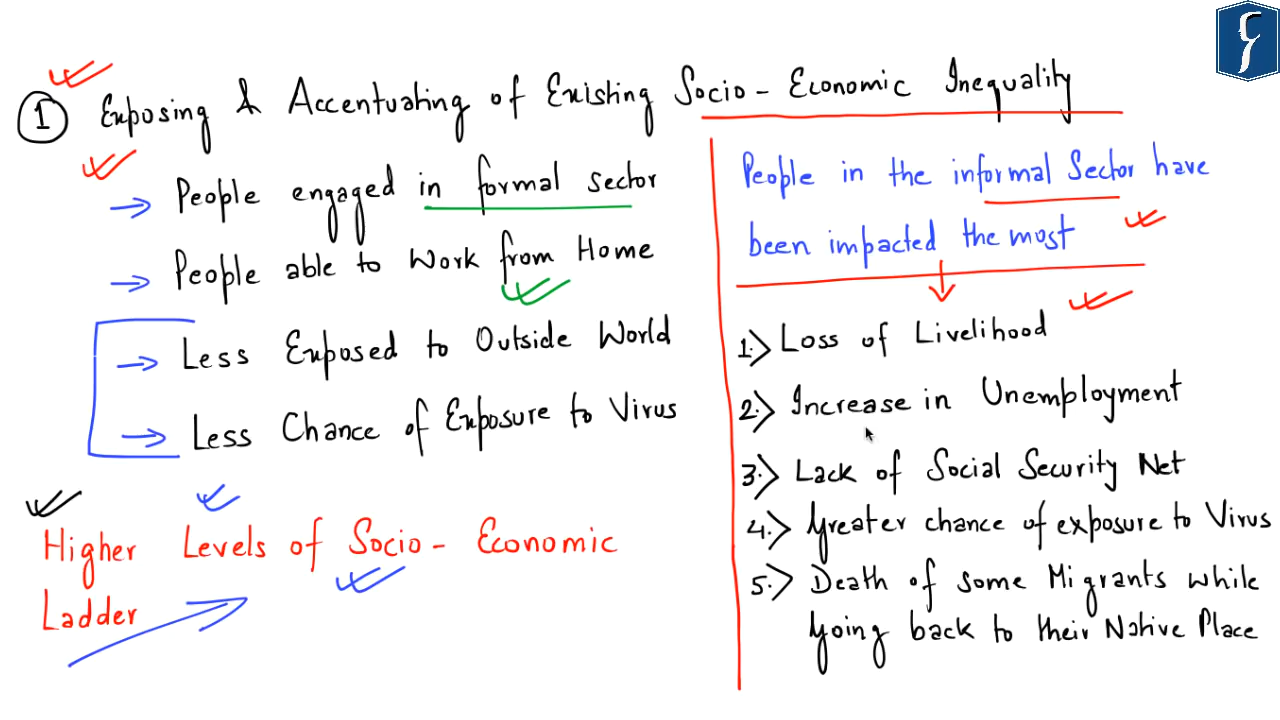 1 Exposing & Accentuating of Existing Socio - Economic Inequality
→ People engaged in formal sector
→ People able to Work from Home
→ Less Exposed to Outside World
→ Less Chance of Exposure to Virus
Higher Levels of Socio - Economic
Ladder
People in the informal Sector have
been impacted the most
1.> Loss of Livelihood
2.> Increase in Unemployment
3.> Lack of Social Security Net
4.> Greater chance of exposure to Virus
5.> Death of some Migrants while
Going back to their Native Place